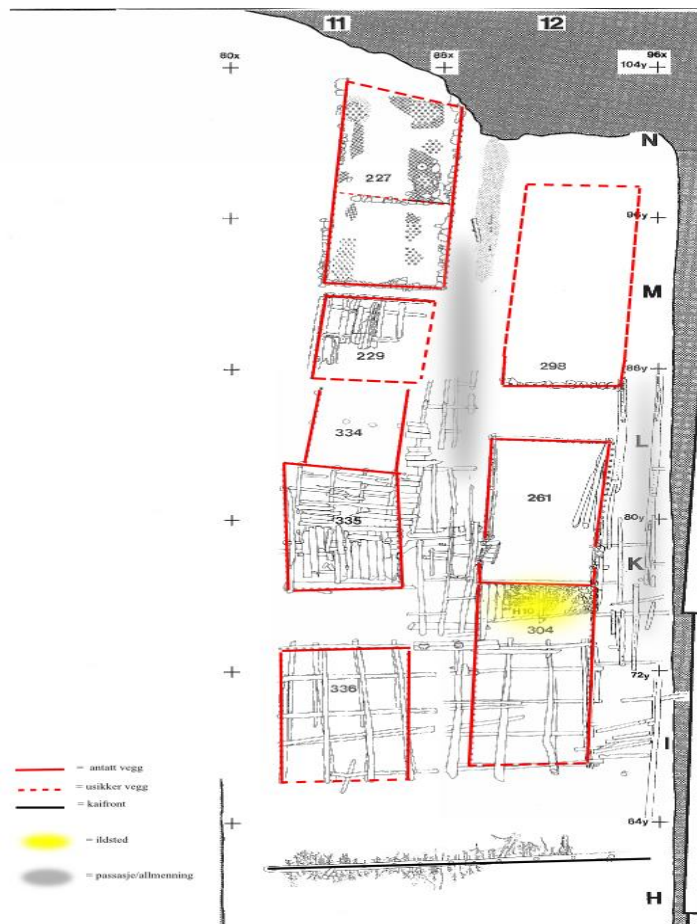 11 12
80x 88x 96x
104y
N
227
96y
M
229
298
88y
334
L
261
335
80y
K
H10
304
72y
336
I
= antatt vegg
= usikker vegg
= kaifront
64y
= ildsted
= passasje/allmenning
H